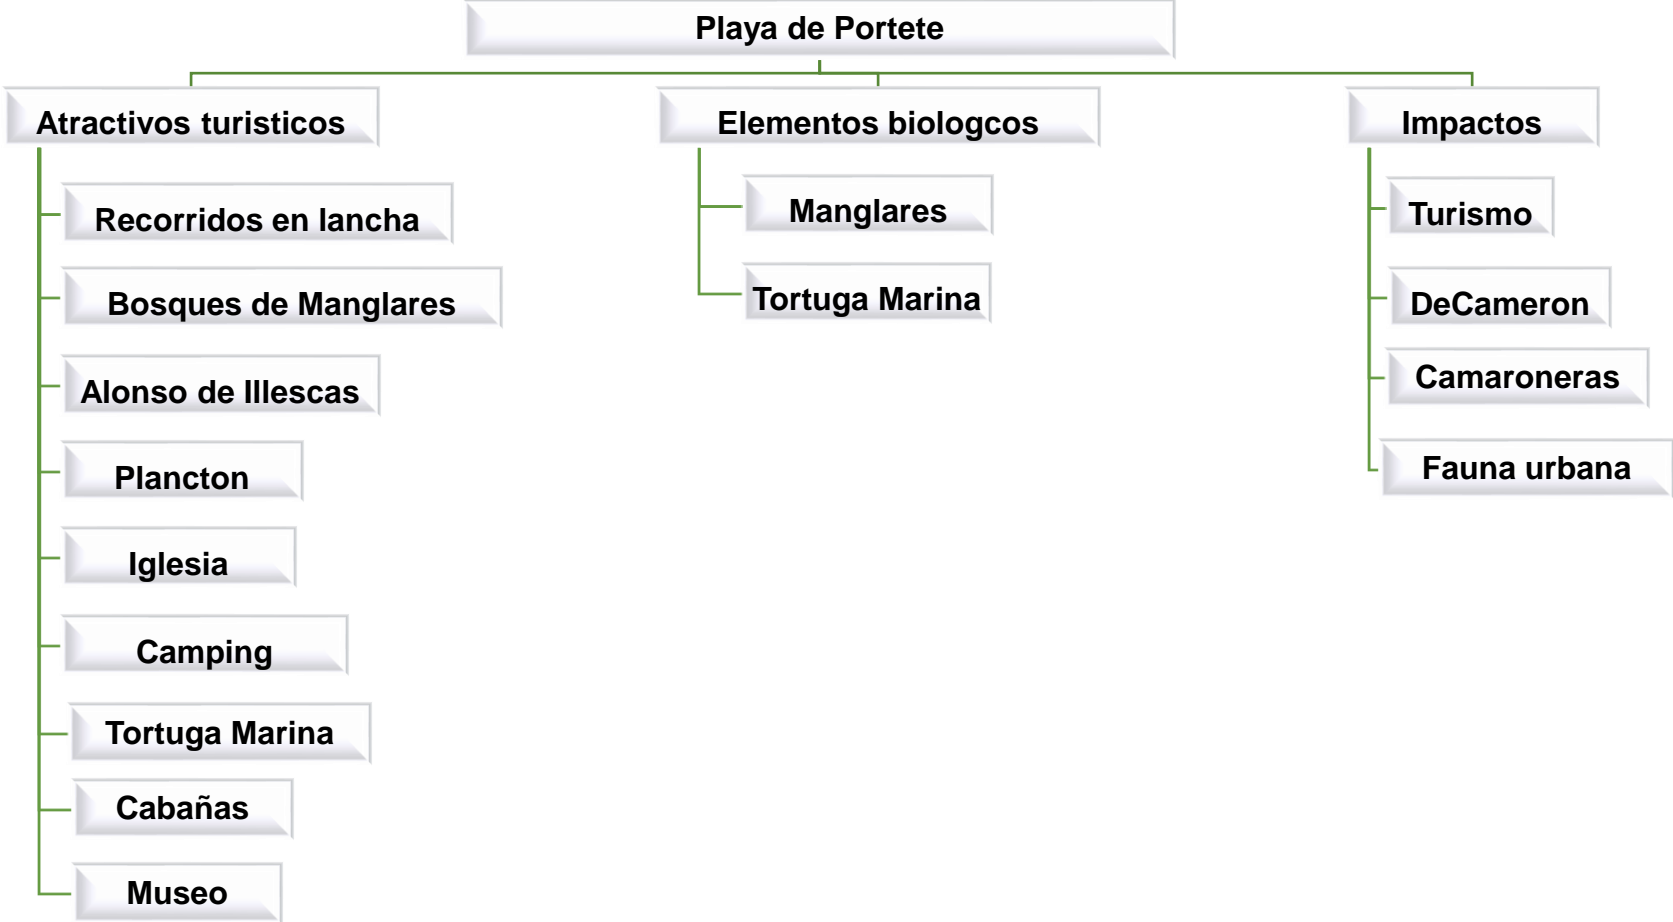 Playa de Portete
Atractivos turisticos
Recorridos en lancha
Bosques de Manglares
Alonso de Illescas
Plancton
Iglesia
Camping
Tortuga Marina
Cabañas
Museo
Elementos biologcos
Manglares
Tortuga Marina
Impactos
Turismo
DeCameron
Camaroneras
Fauna urbana